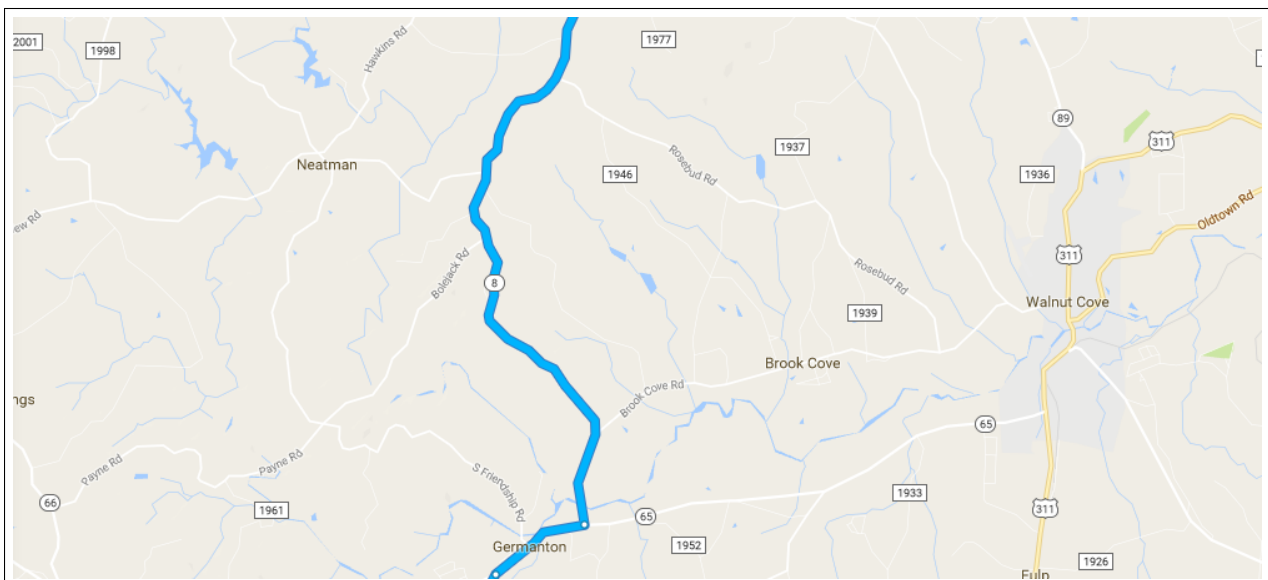 2001
1998
Hawkins Rd
1977
89
311
Neatman
1946
Rosebud Rd
1937
1936
Oldtown Rd
ew Rd
Bolejack Rd
8
Rosebud Rd
311
Walnut Cove
1939
Brook Cove
Brook Cove Rd
ngs
65
Payne Rd
Payne Rd
S Friendship Rd
66
1961
65
1933
311
Germanton
1952
1926
Fulp